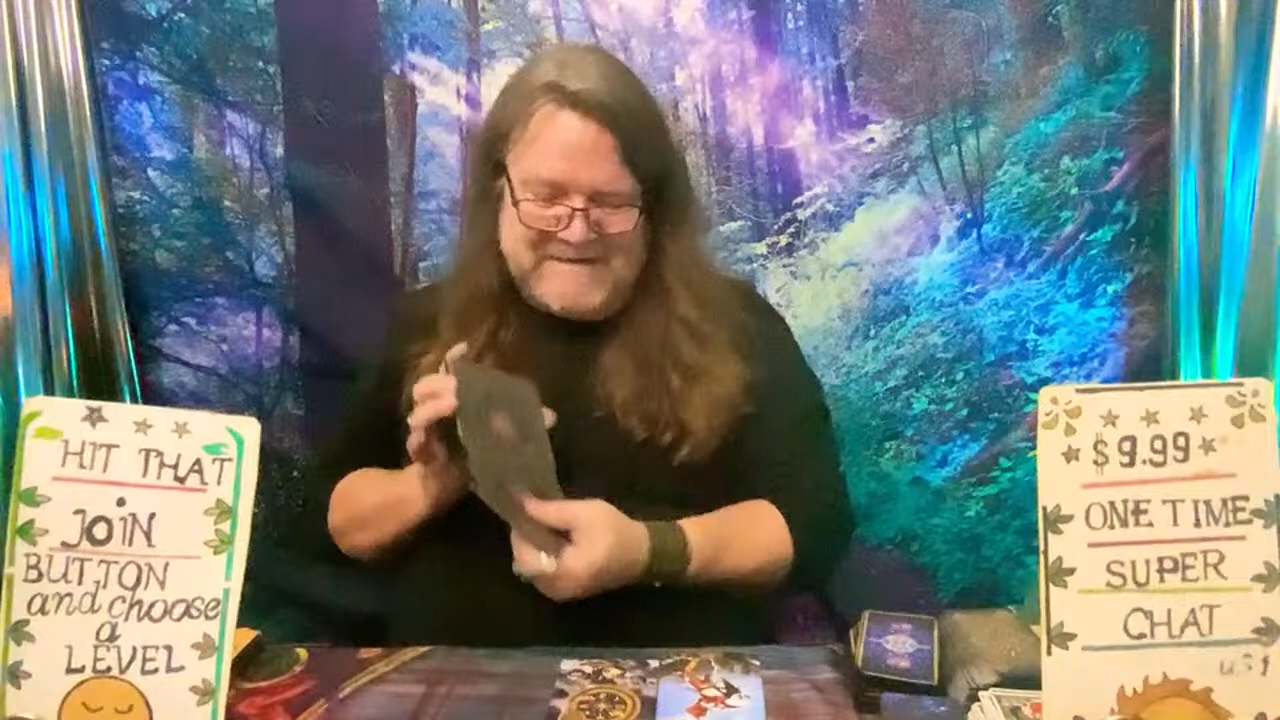 HIT THAT
JOiN
BUTTON
and choose
a
LEVEL
$9.99
ONE TIME
SUPER
CHAT